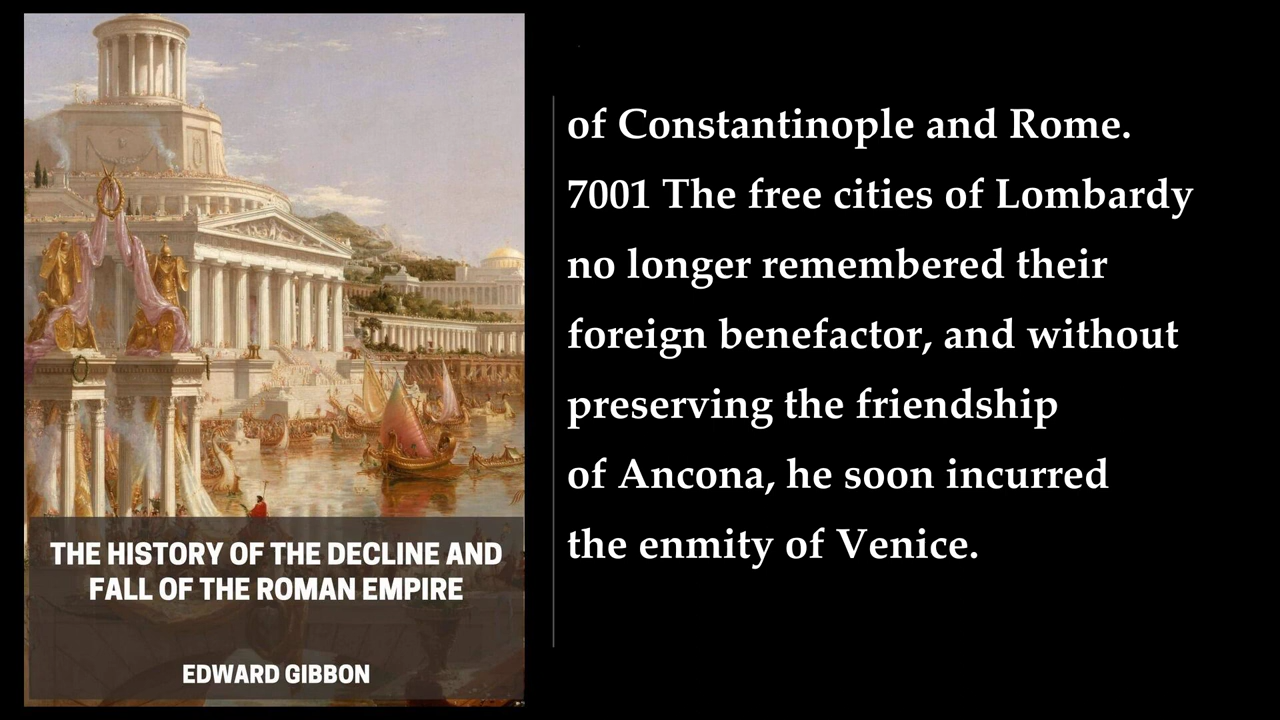 THE HISTORY OF THE DECLINE AND
FALL OF THE ROMAN EMPIRE
EDWARD GIBBON
of Constantinople and Rome.
7001 The free cities of Lombardy
no longer remembered their
foreign benefactor, and without
preserving the friendship
of Ancona, he soon incurred
the enmity of Venice.